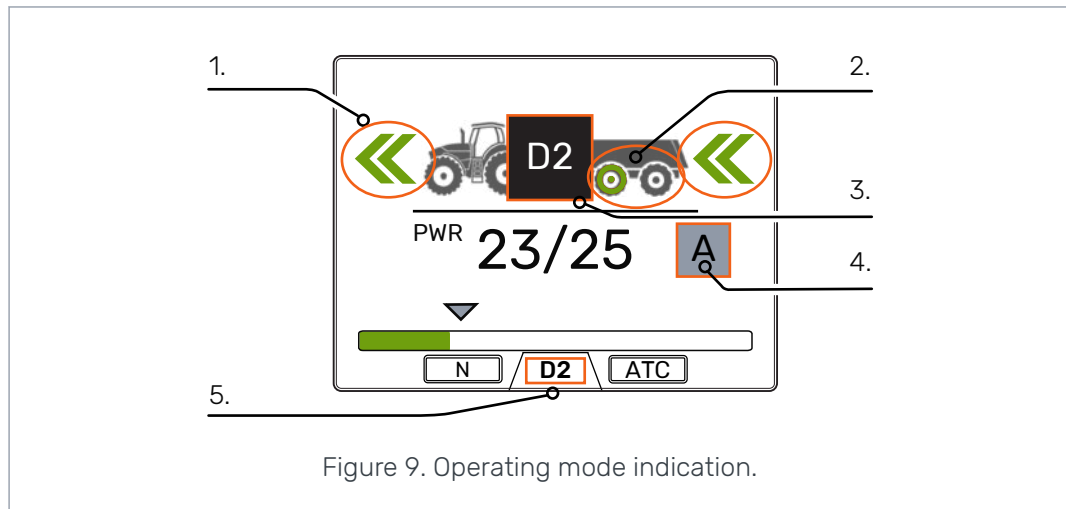 1.
2.
D2
3.
PWR 23/25
A
4.
N D2 ATC
5.
Figure 9. Operating mode indication.